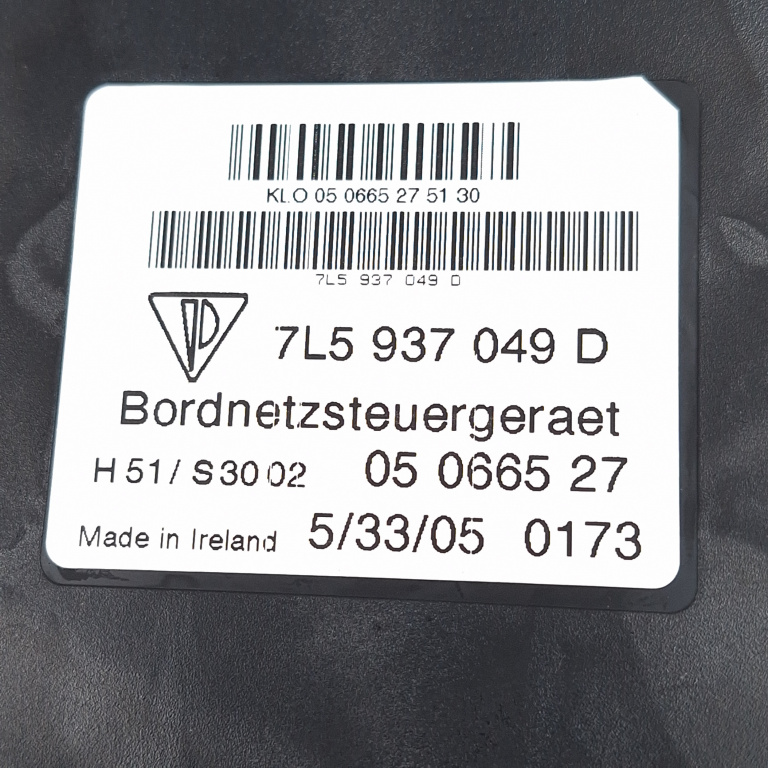 KLO 05 0665 27 51 30
7L5 937 049 D
7L5 937 049 D
Bordnetzsteuergeraet
H 51 / S 30 02 05 0665 27
Made in Ireland 5/33/05 0173